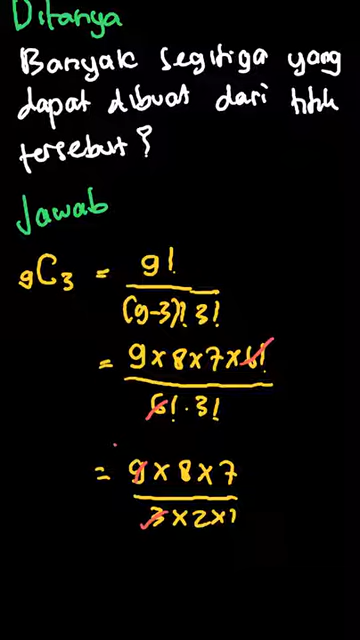 Ditanya
Banyak segitiga yang
dapat dibuat dari titik
tersebut?
Jawab
9C3 = 9! / (9-3)! 3!
= 9 × 8 × 7 × 6! / 6! · 3!
= 9 × 8 × 7 / 3 × 2 × 1